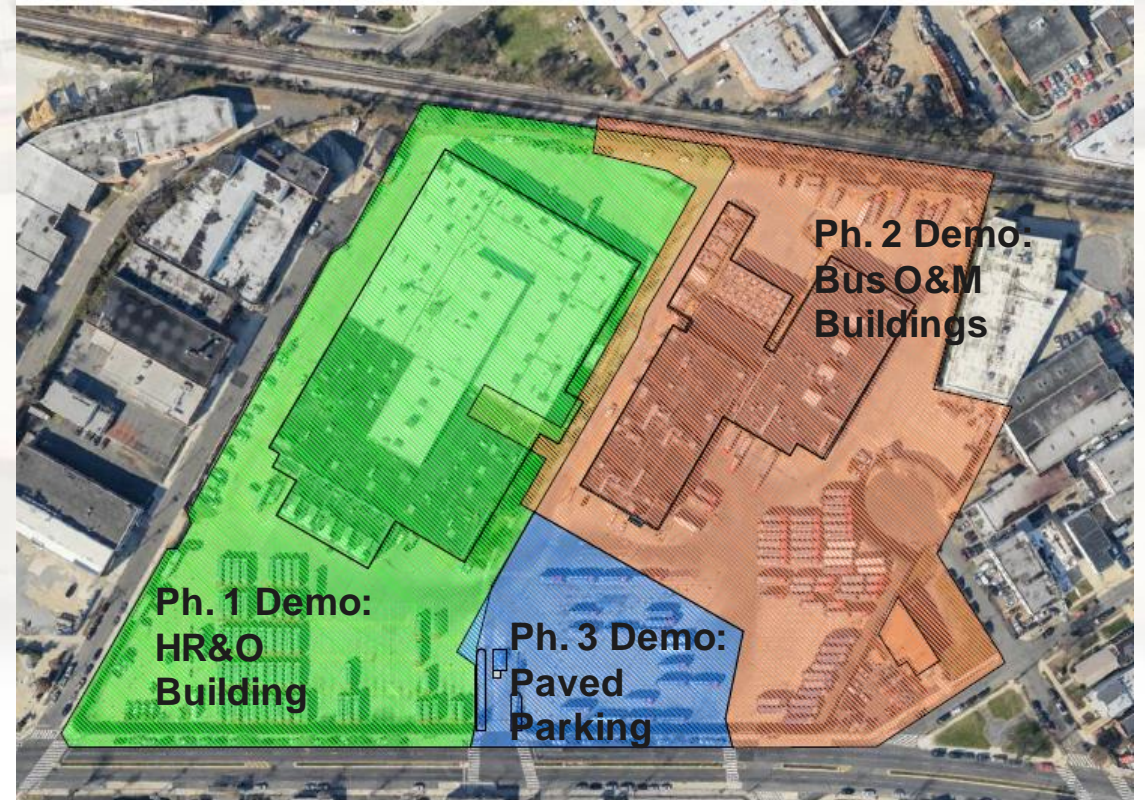 Ph. 1 Demo:
HR&O
Building
Ph. 2 Demo:
Bus O&M
Buildings
Ph. 3 Demo:
Paved
Parking